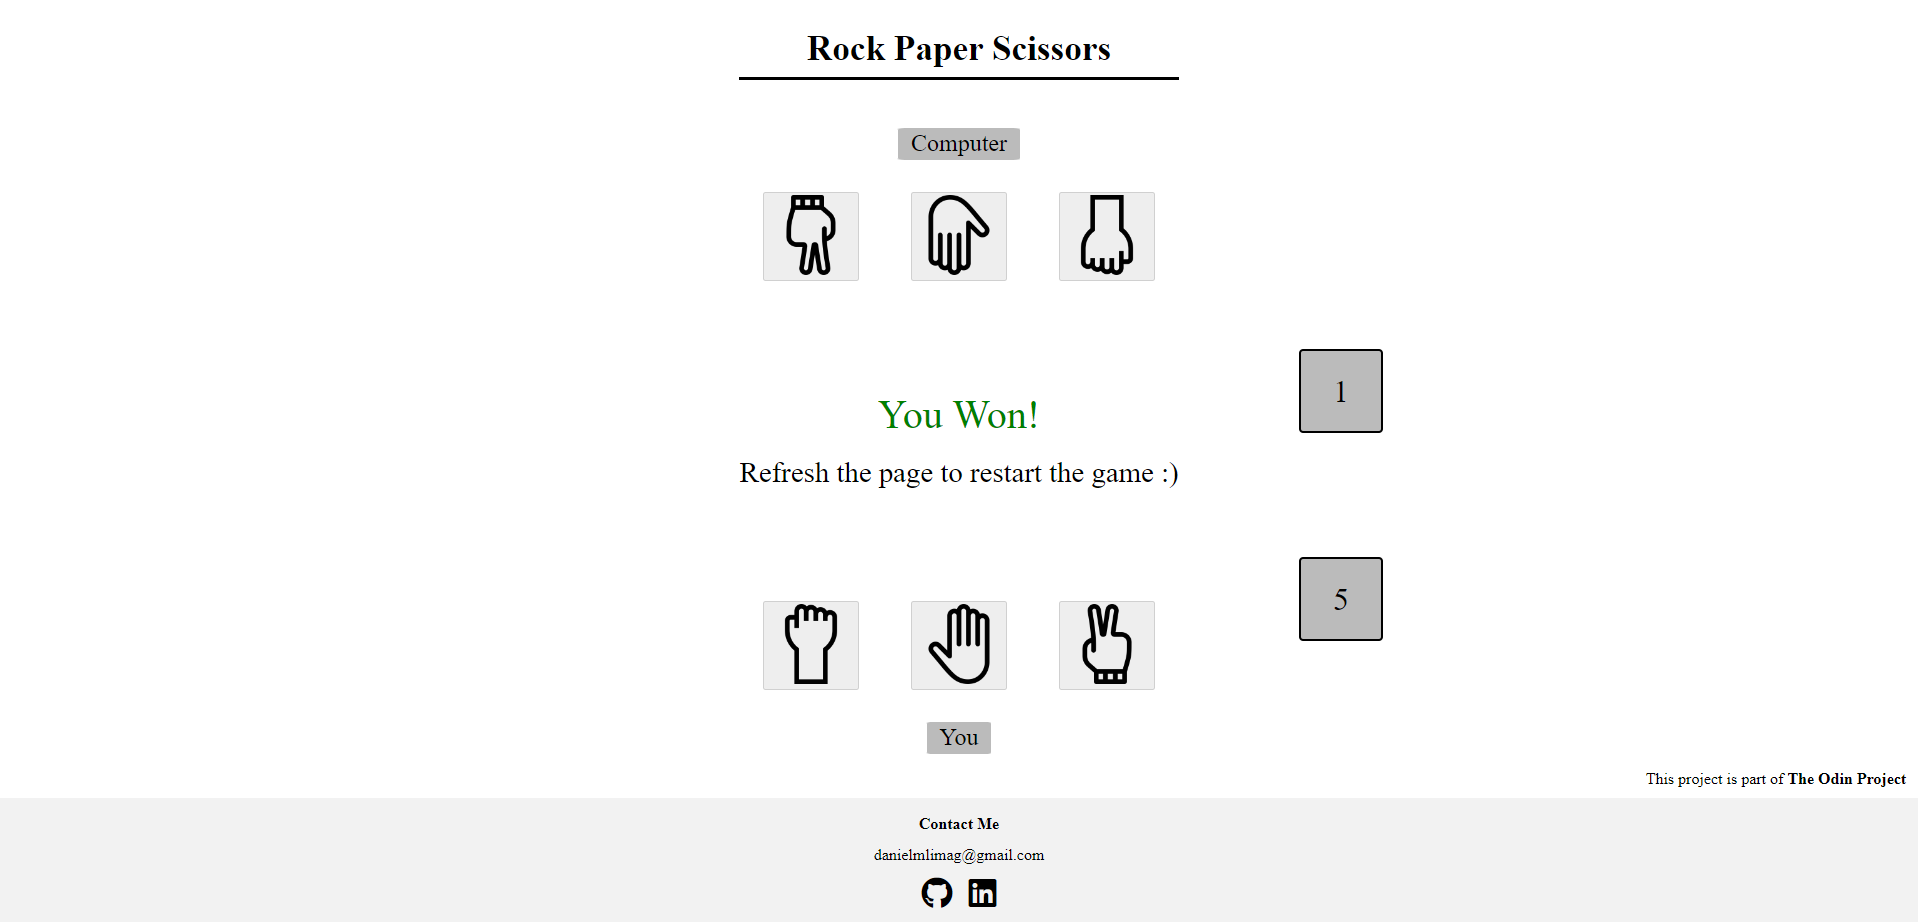 Rock Paper Scissors
Computer
1
You Won!
Refresh the page to restart the game :)
5
You
This project is part of The Odin Project
Contact Me
danielmlimag@gmail.com
in